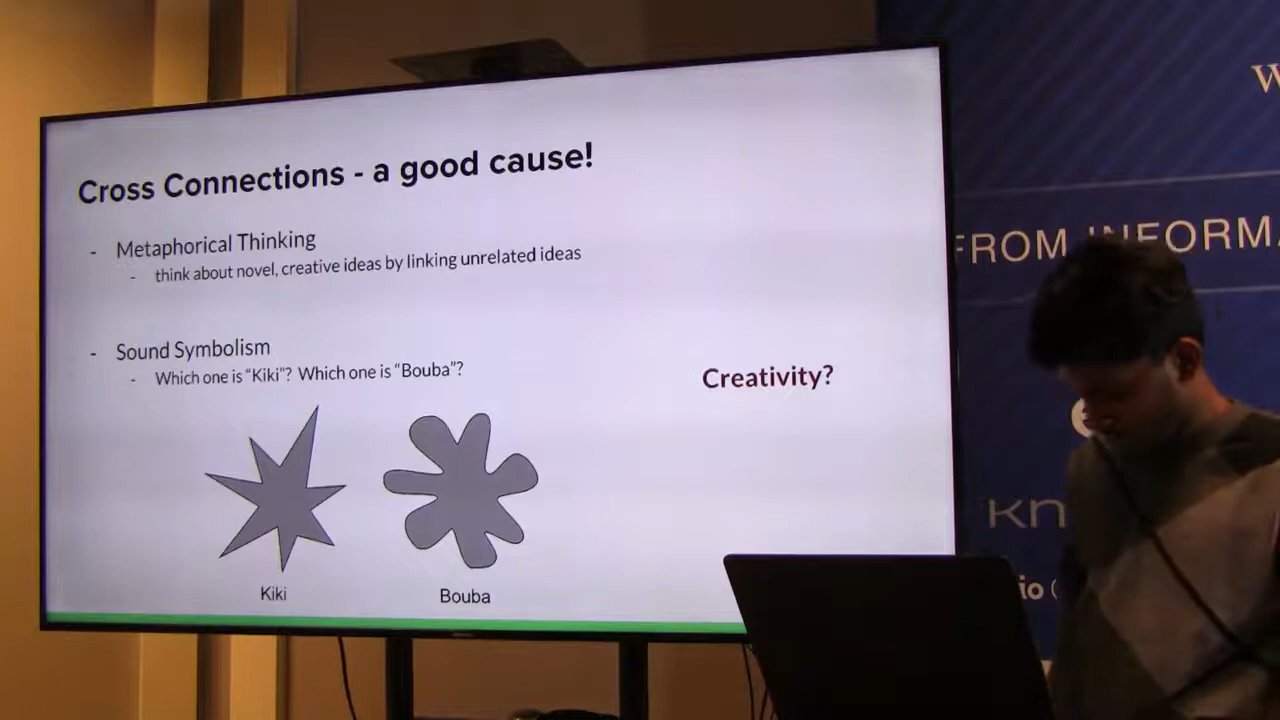 Cross Connections - a good cause!
- Metaphorical Thinking
- think about novel, creative ideas by linking unrelated ideas
- Sound Symbolism
- Which one is "Kiki"? Which one is "Bouba"?
Creativity?
Kiki
Bouba
W
FROM INFORMA
Kn
io (